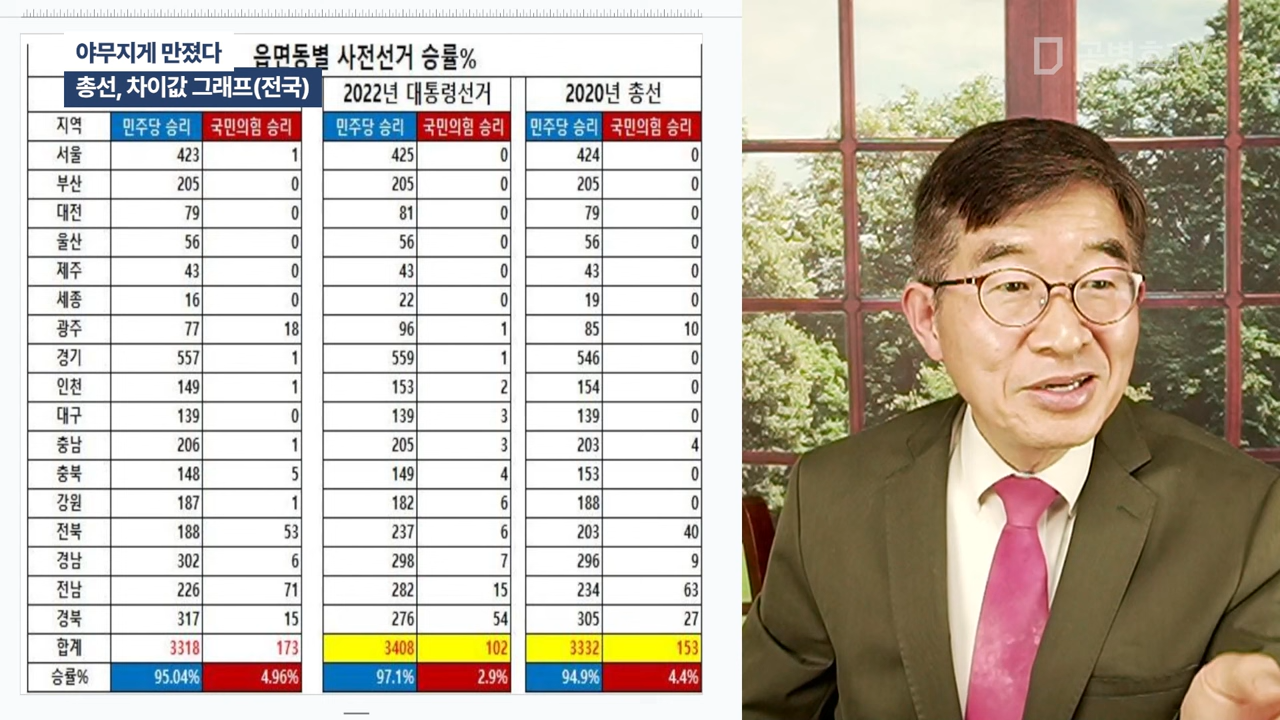 야무지게 만졌다
읍면동별 사전선거 승률%
총선, 차이값 그래프(전국)
2022년 대통령선거 2020년 총선
지역 민주당 승리 국민의힘 승리 민주당 승리 국민의힘 승리 민주당 승리 국민의힘 승리
서울 423 1 425 0 424 0
부산 205 0 205 0 205 0
대전 79 0 81 0 79 0
울산 56 0 56 0 56 0
제주 43 0 43 0 43 0
세종 16 0 22 0 19 0
광주 77 18 96 1 85 10
경기 557 1 559 1 546 0
인천 149 1 153 2 154 0
대구 139 0 139 3 139 0
충남 206 1 205 3 203 4
충북 148 5 149 4 153 0
강원 187 1 182 6 188 0
전북 188 53 237 6 203 40
경남 302 6 298 7 296 9
전남 226 71 282 15 234 63
경북 317 15 276 54 305 27
합계 3318 173 3408 102 3332 153
승률% 95.04% 4.96% 97.1% 2.9% 94.9% 4.4%